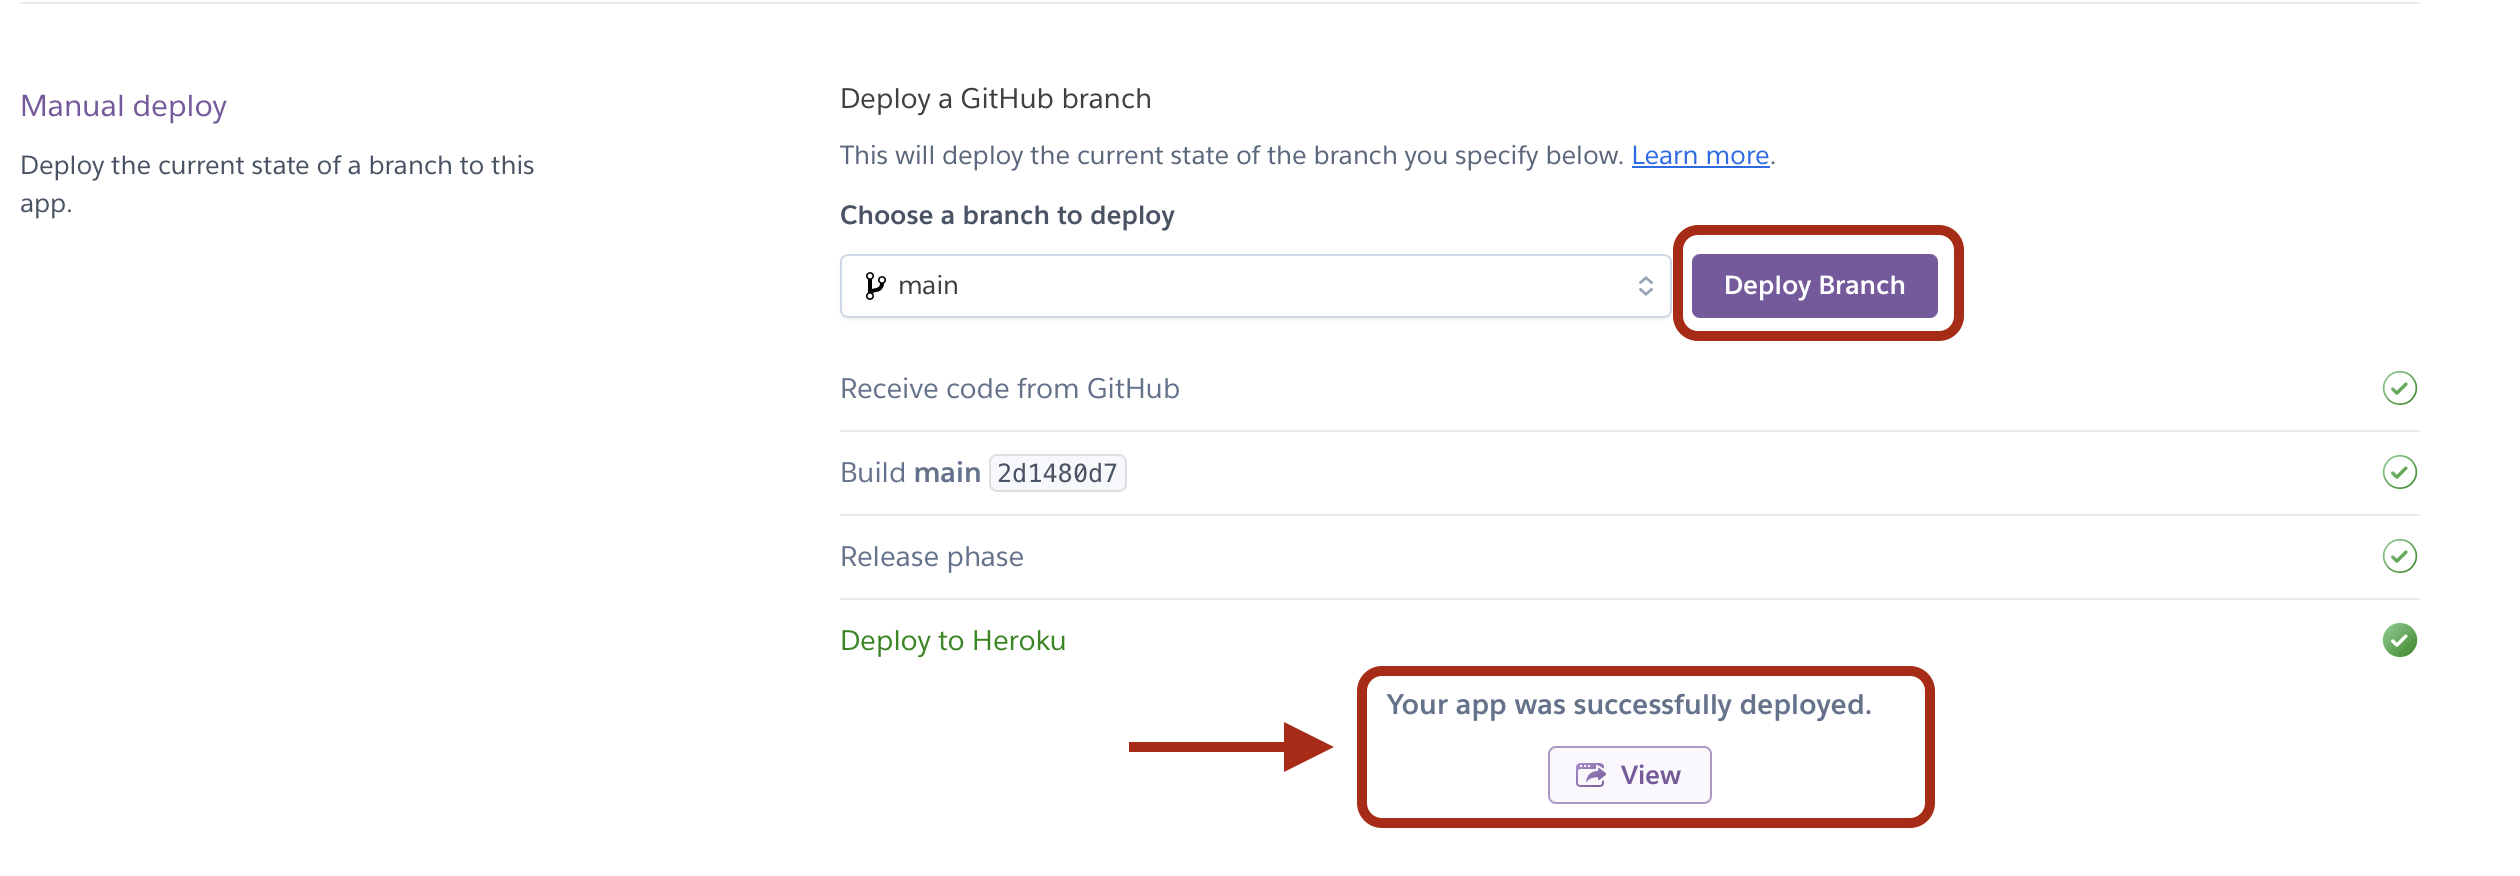 Manual deploy
Deploy the current state of a branch to this
app.
Deploy a GitHub branch
This will deploy the current state of the branch you specify below. Learn more.
Choose a branch to deploy
main
Deploy Branch
Receive code from GitHub
Build main 2d1480d7
Release phase
Deploy to Heroku
Your app was successfully deployed.
View